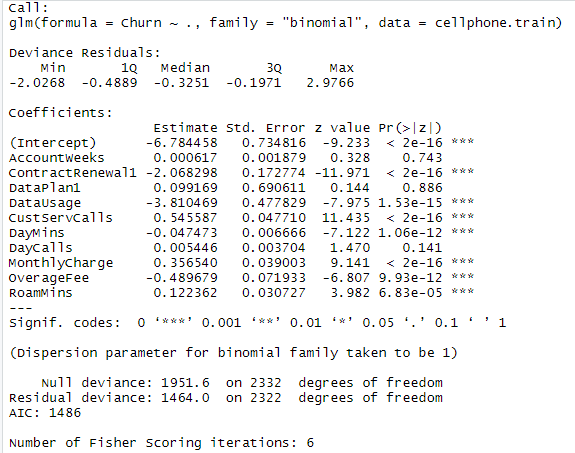 Call:
glm(formula = Churn ~ ., family = "binomial", data = cellphone.train)
Deviance Residuals:
Min 1Q Median 3Q Max
-2.0268 -0.4889 -0.3251 -0.1971 2.9766
Coefficients:
Estimate Std. Error z value Pr(>|z|)
(Intercept) -6.784458 0.734816 -9.233 < 2e-16 ***
AccountWeeks 0.000617 0.001879 0.328 0.743
ContractRenewal1 -2.068298 0.172774 -11.971 < 2e-16 ***
DataPlan1 0.099169 0.690611 0.144 0.886
DataUsage -3.810469 0.477829 -7.975 1.53e-15 ***
CustServCalls 0.545587 0.047710 11.435 < 2e-16 ***
DayMins -0.047473 0.006666 -7.122 1.06e-12 ***
DayCalls 0.005446 0.003704 1.470 0.141
MonthlyCharge 0.356540 0.039003 9.141 < 2e-16 ***
OverageFee -0.489679 0.071933 -6.807 9.93e-12 ***
RoamMins 0.122362 0.030727 3.982 6.83e-05 ***
---
Signif. codes: 0 ‘***’ 0.001 ‘**’ 0.01 ‘*’ 0.05 ‘.’ 0.1 ‘ ’ 1
(Dispersion parameter for binomial family taken to be 1)
Null deviance: 1951.6 on 2332 degrees of freedom
Residual deviance: 1464.0 on 2322 degrees of freedom
AIC: 1486
Number of Fisher Scoring iterations: 6